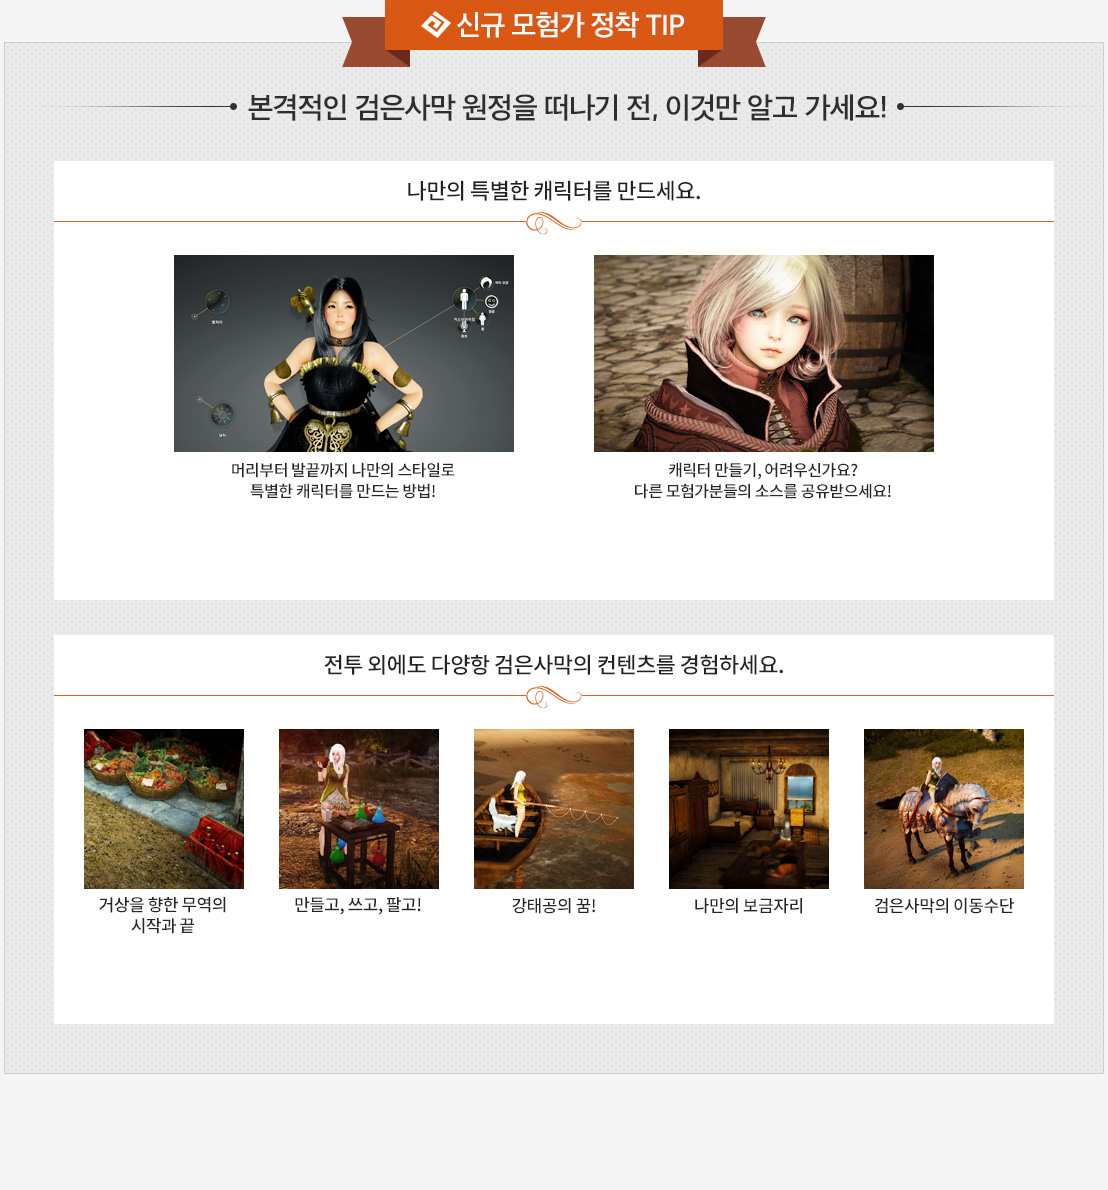 신규 모험가 정착 TIP
본격적인 검은사막 원정을 떠나기 전, 이것만 알고 가세요!
나만의 특별한 캐릭터를 만드세요.
머리부터 발끝까지 나만의 스타일로
특별한 캐릭터를 만드는 방법!
캐릭터 만들기, 어려우신가요?
다른 모험가분들의 소스를 공유받으세요!
전투 외에도 다양항 검은사막의 컨텐츠를 경험하세요.
거상을 향한 무역의
시작과 끝
만들고, 쓰고, 팔고!
강태공의 꿈!
나만의 보금자리
검은사막의 이동수단